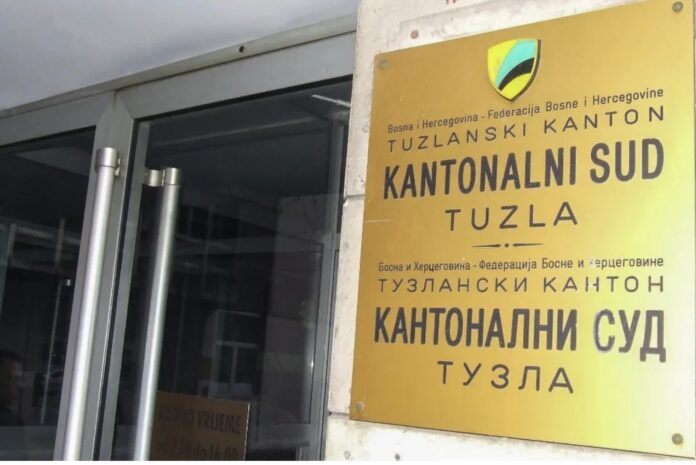 Bosna i Hercegovina - Federacija Bosne i Hercegovine
TUZLANSKI KANTON
KANTONALNI SUD
TUZLA
Босна и Херцеговина - Федерација Босне и Херцеговине
ТУЗЛАНСКИ КАНТОН
КАНТОНАЛНИ СУД
ТУЗЛА
VRIJEME